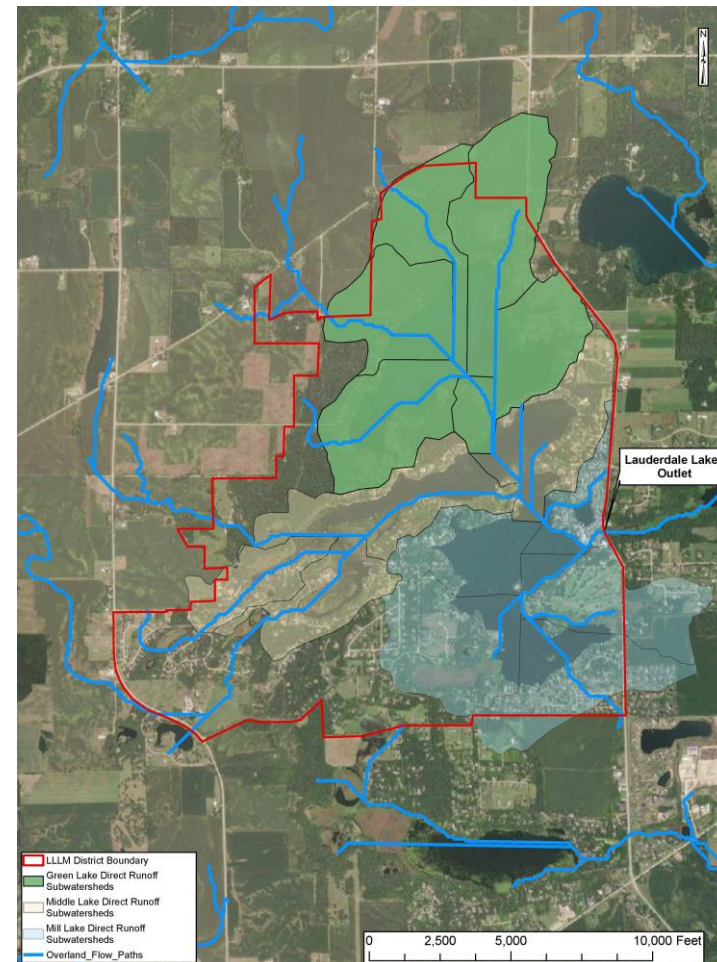 N
Lauderdale Lake
Outlet
LLLM District Boundary
Green Lake Direct Runoff
Subwatersheds
Middle Lake Direct Runoff
Subwatersheds
Mill Lake Direct Runoff
Subwatersheds
Overland_Flow_Paths
0 2,500 5,000 10,000 Feet